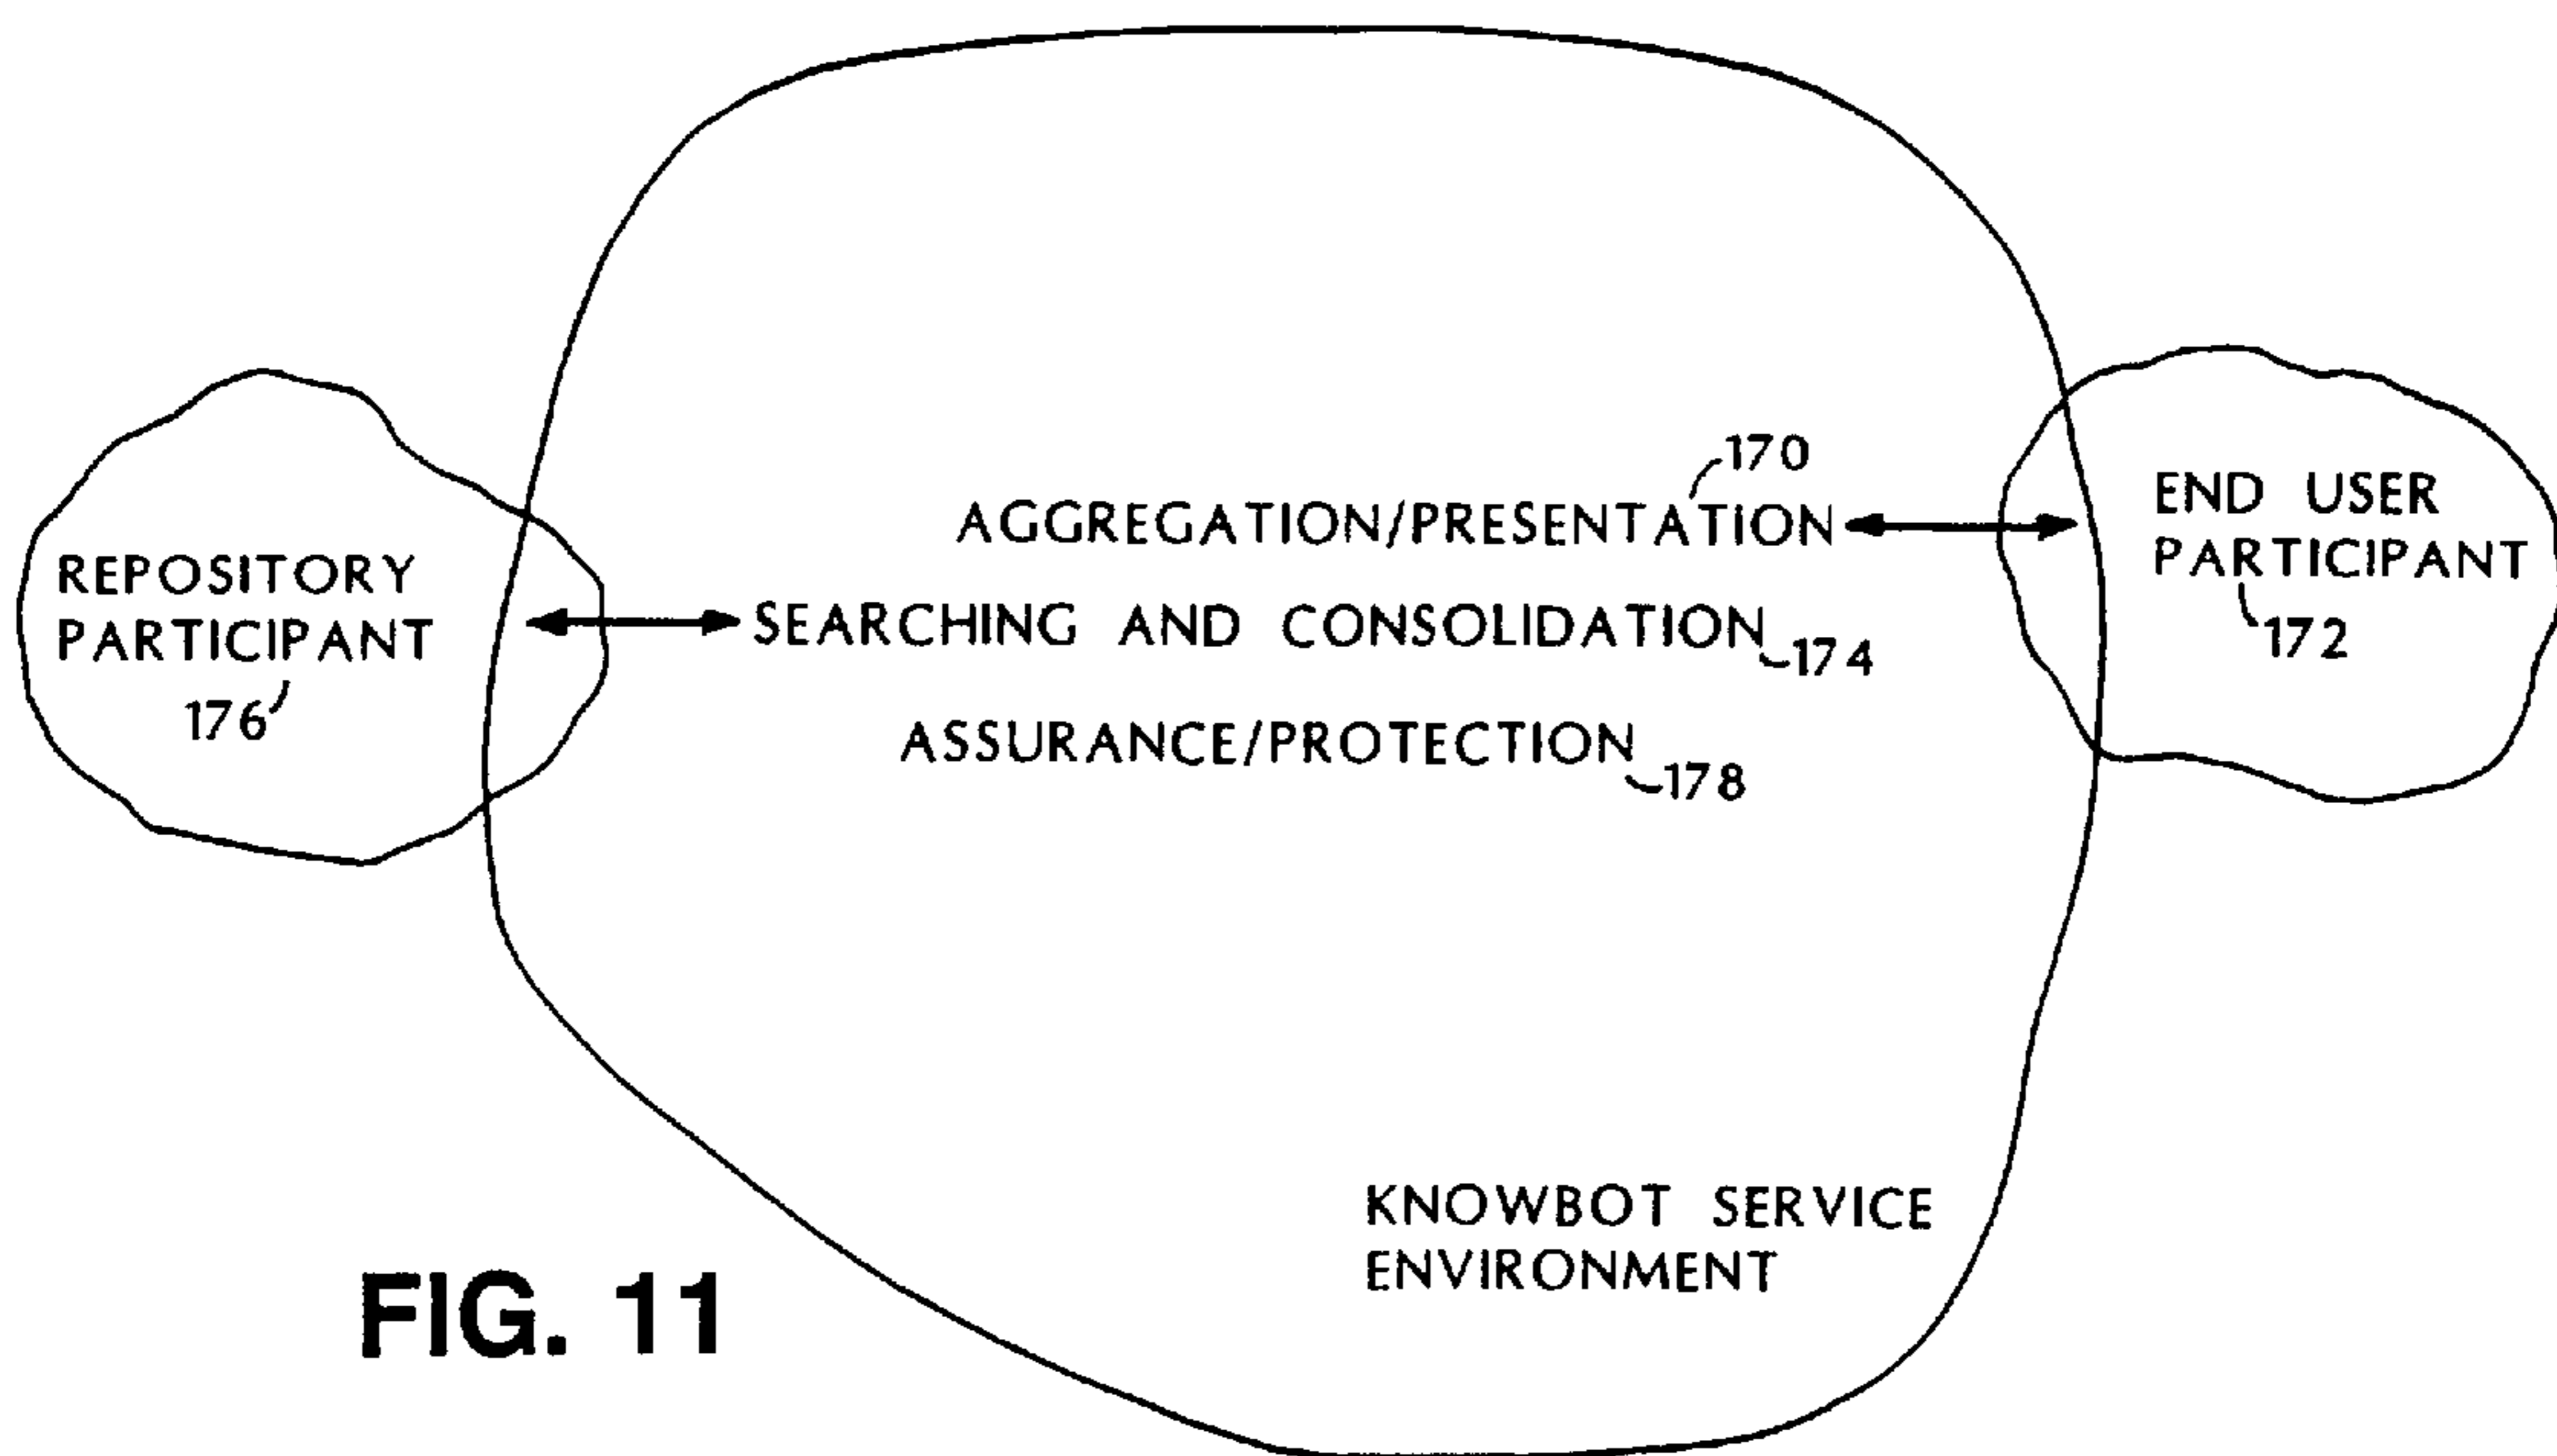 170
AGGREGATION/PRESENTATION
END USER
PARTICIPANT
172
REPOSITORY
PARTICIPANT
176
SEARCHING AND CONSOLIDATION
174
ASSURANCE/PROTECTION
178
KNOWBOT SERVICE
ENVIRONMENT
FIG. 11